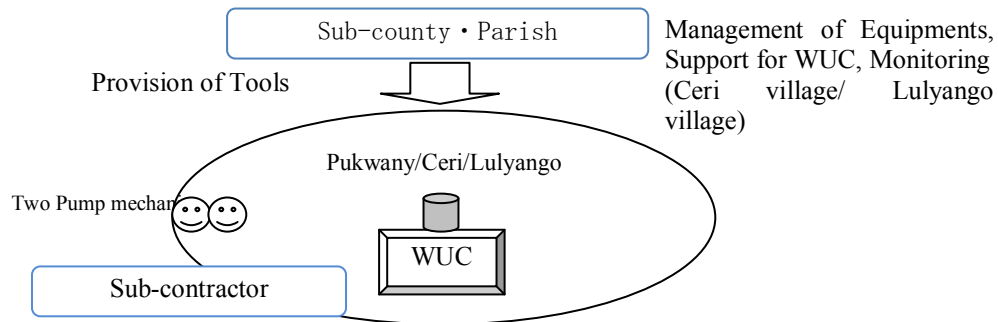 Sub-county・Parish
Management of Equipments,
Support for WUC, Monitoring
(Ceri village/ Lulyango
village)
Provision of Tools
Pukwany/Ceri/Lulyango
Two Pump mechani
WUC
Sub-contractor